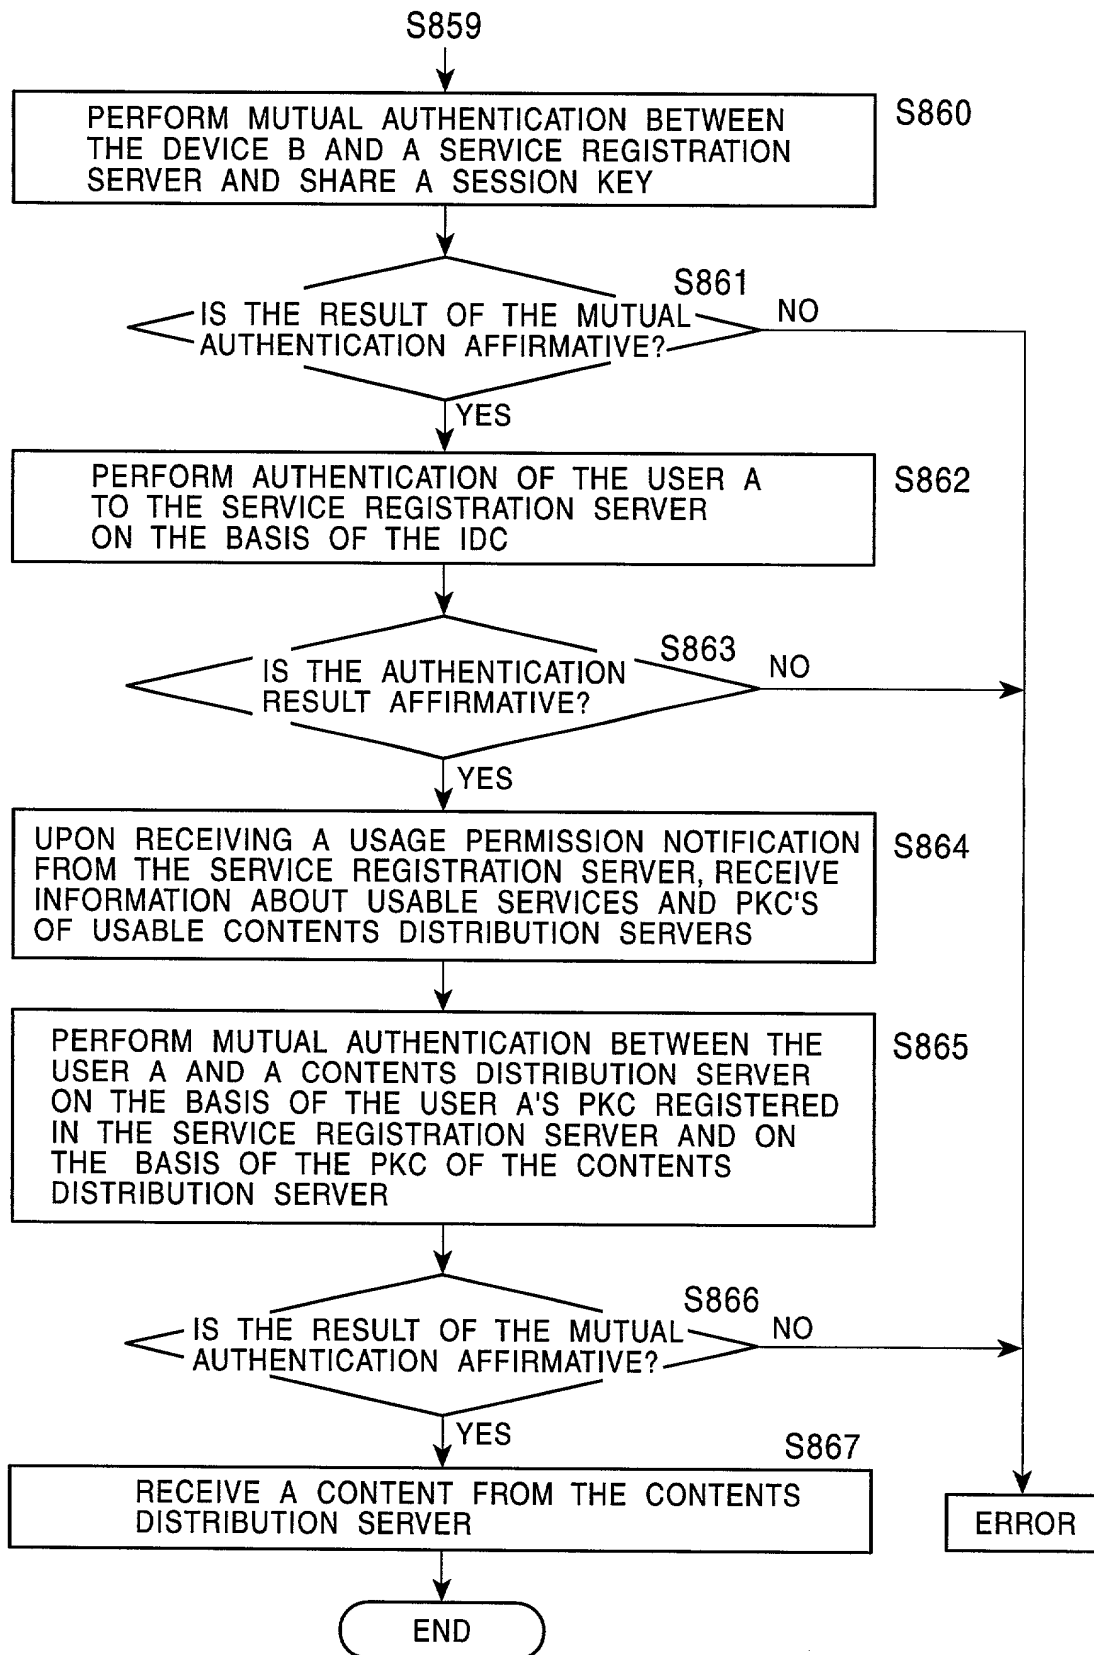 S859
PERFORM MUTUAL AUTHENTICATION BETWEEN
THE DEVICE B AND A SERVICE REGISTRATION
SERVER AND SHARE A SESSION KEY
S860
S861
IS THE RESULT OF THE MUTUAL
AUTHENTICATION AFFIRMATIVE?
NO
YES
PERFORM AUTHENTICATION OF THE USER A
TO THE SERVICE REGISTRATION SERVER
ON THE BASIS OF THE IDC
S862
S863
IS THE AUTHENTICATION
RESULT AFFIRMATIVE?
NO
YES
UPON RECEIVING A USAGE PERMISSION NOTIFICATION
FROM THE SERVICE REGISTRATION SERVER, RECEIVE
INFORMATION ABOUT USABLE SERVICES AND PKC'S
OF USABLE CONTENTS DISTRIBUTION SERVERS
S864
PERFORM MUTUAL AUTHENTICATION BETWEEN THE
USER A AND A CONTENTS DISTRIBUTION SERVER
ON THE BASIS OF THE USER A'S PKC REGISTERED
IN THE SERVICE REGISTRATION SERVER AND ON
THE BASIS OF THE PKC OF THE CONTENTS
DISTRIBUTION SERVER
S865
S866
IS THE RESULT OF THE MUTUAL
AUTHENTICATION AFFIRMATIVE?
NO
YES
S867
RECEIVE A CONTENT FROM THE CONTENTS
DISTRIBUTION SERVER
ERROR
END